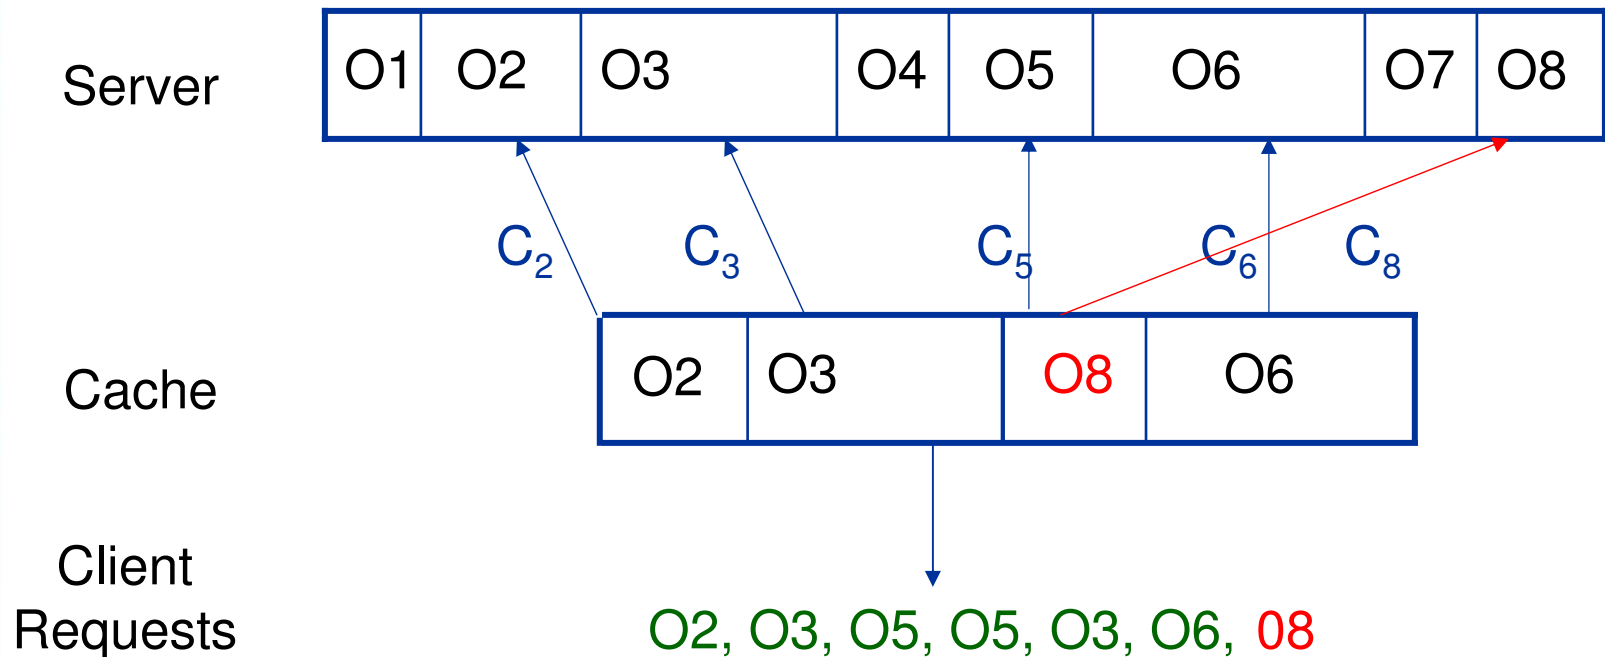 Server O1 O2 O3 O4 O5 O6 O7 O8
C₂ C₃ C₅ C₆ C₈
Cache O2 O3 O8 O6
Client
Requests O2, O3, O5, O5, O3, O6, 08